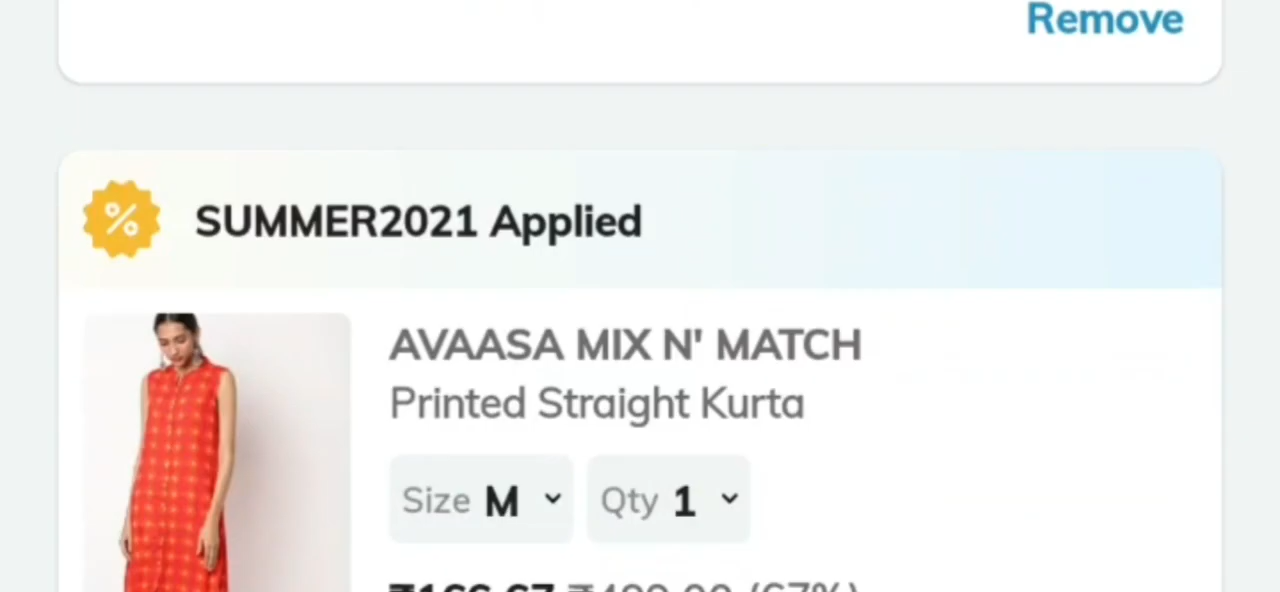 Remove
SUMMER2021 Applied
AVAASA MIX N' MATCH
Printed Straight Kurta
Size M Qty 1